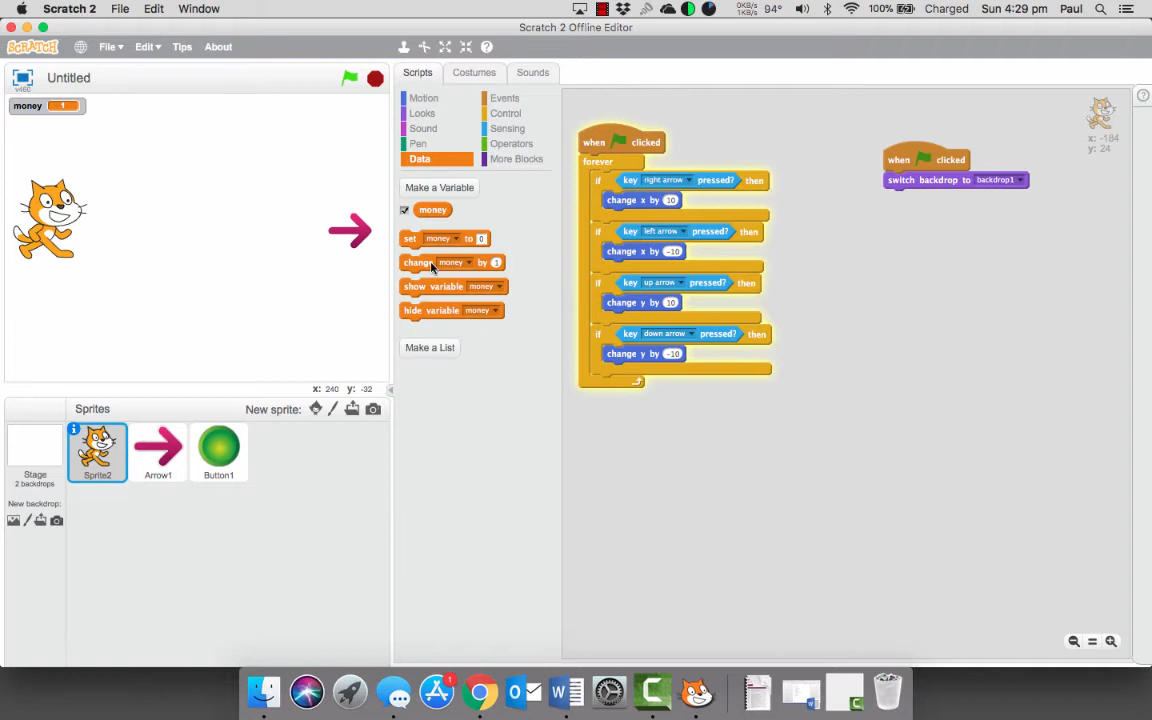 Scratch 2 File Edit Window 0KB/s 1KB/s 94° 100% Charged Sun 4:29 pm Paul
Scratch 2 Offline Editor
SCRATCH File Edit Tips About
Untitled
v460
money 1
x: 240 y: -32
Sprites New sprite:
Stage
2 backdrops
New backdrop:
Sprite2 Arrow1 Button1
Scripts Costumes Sounds
Motion Events
Looks Control
Sound Sensing
Pen Operators
Data More Blocks
Make a Variable
money
set money to 0
change money by 1
show variable money
hide variable money
Make a List
when clicked
forever
if key right arrow pressed? then
change x by 10
if key left arrow pressed? then
change x by -10
if key up arrow pressed? then
change y by 10
if key down arrow pressed? then
change y by -10
when clicked
switch backdrop to backdrop1
x: -184
y: 24
1